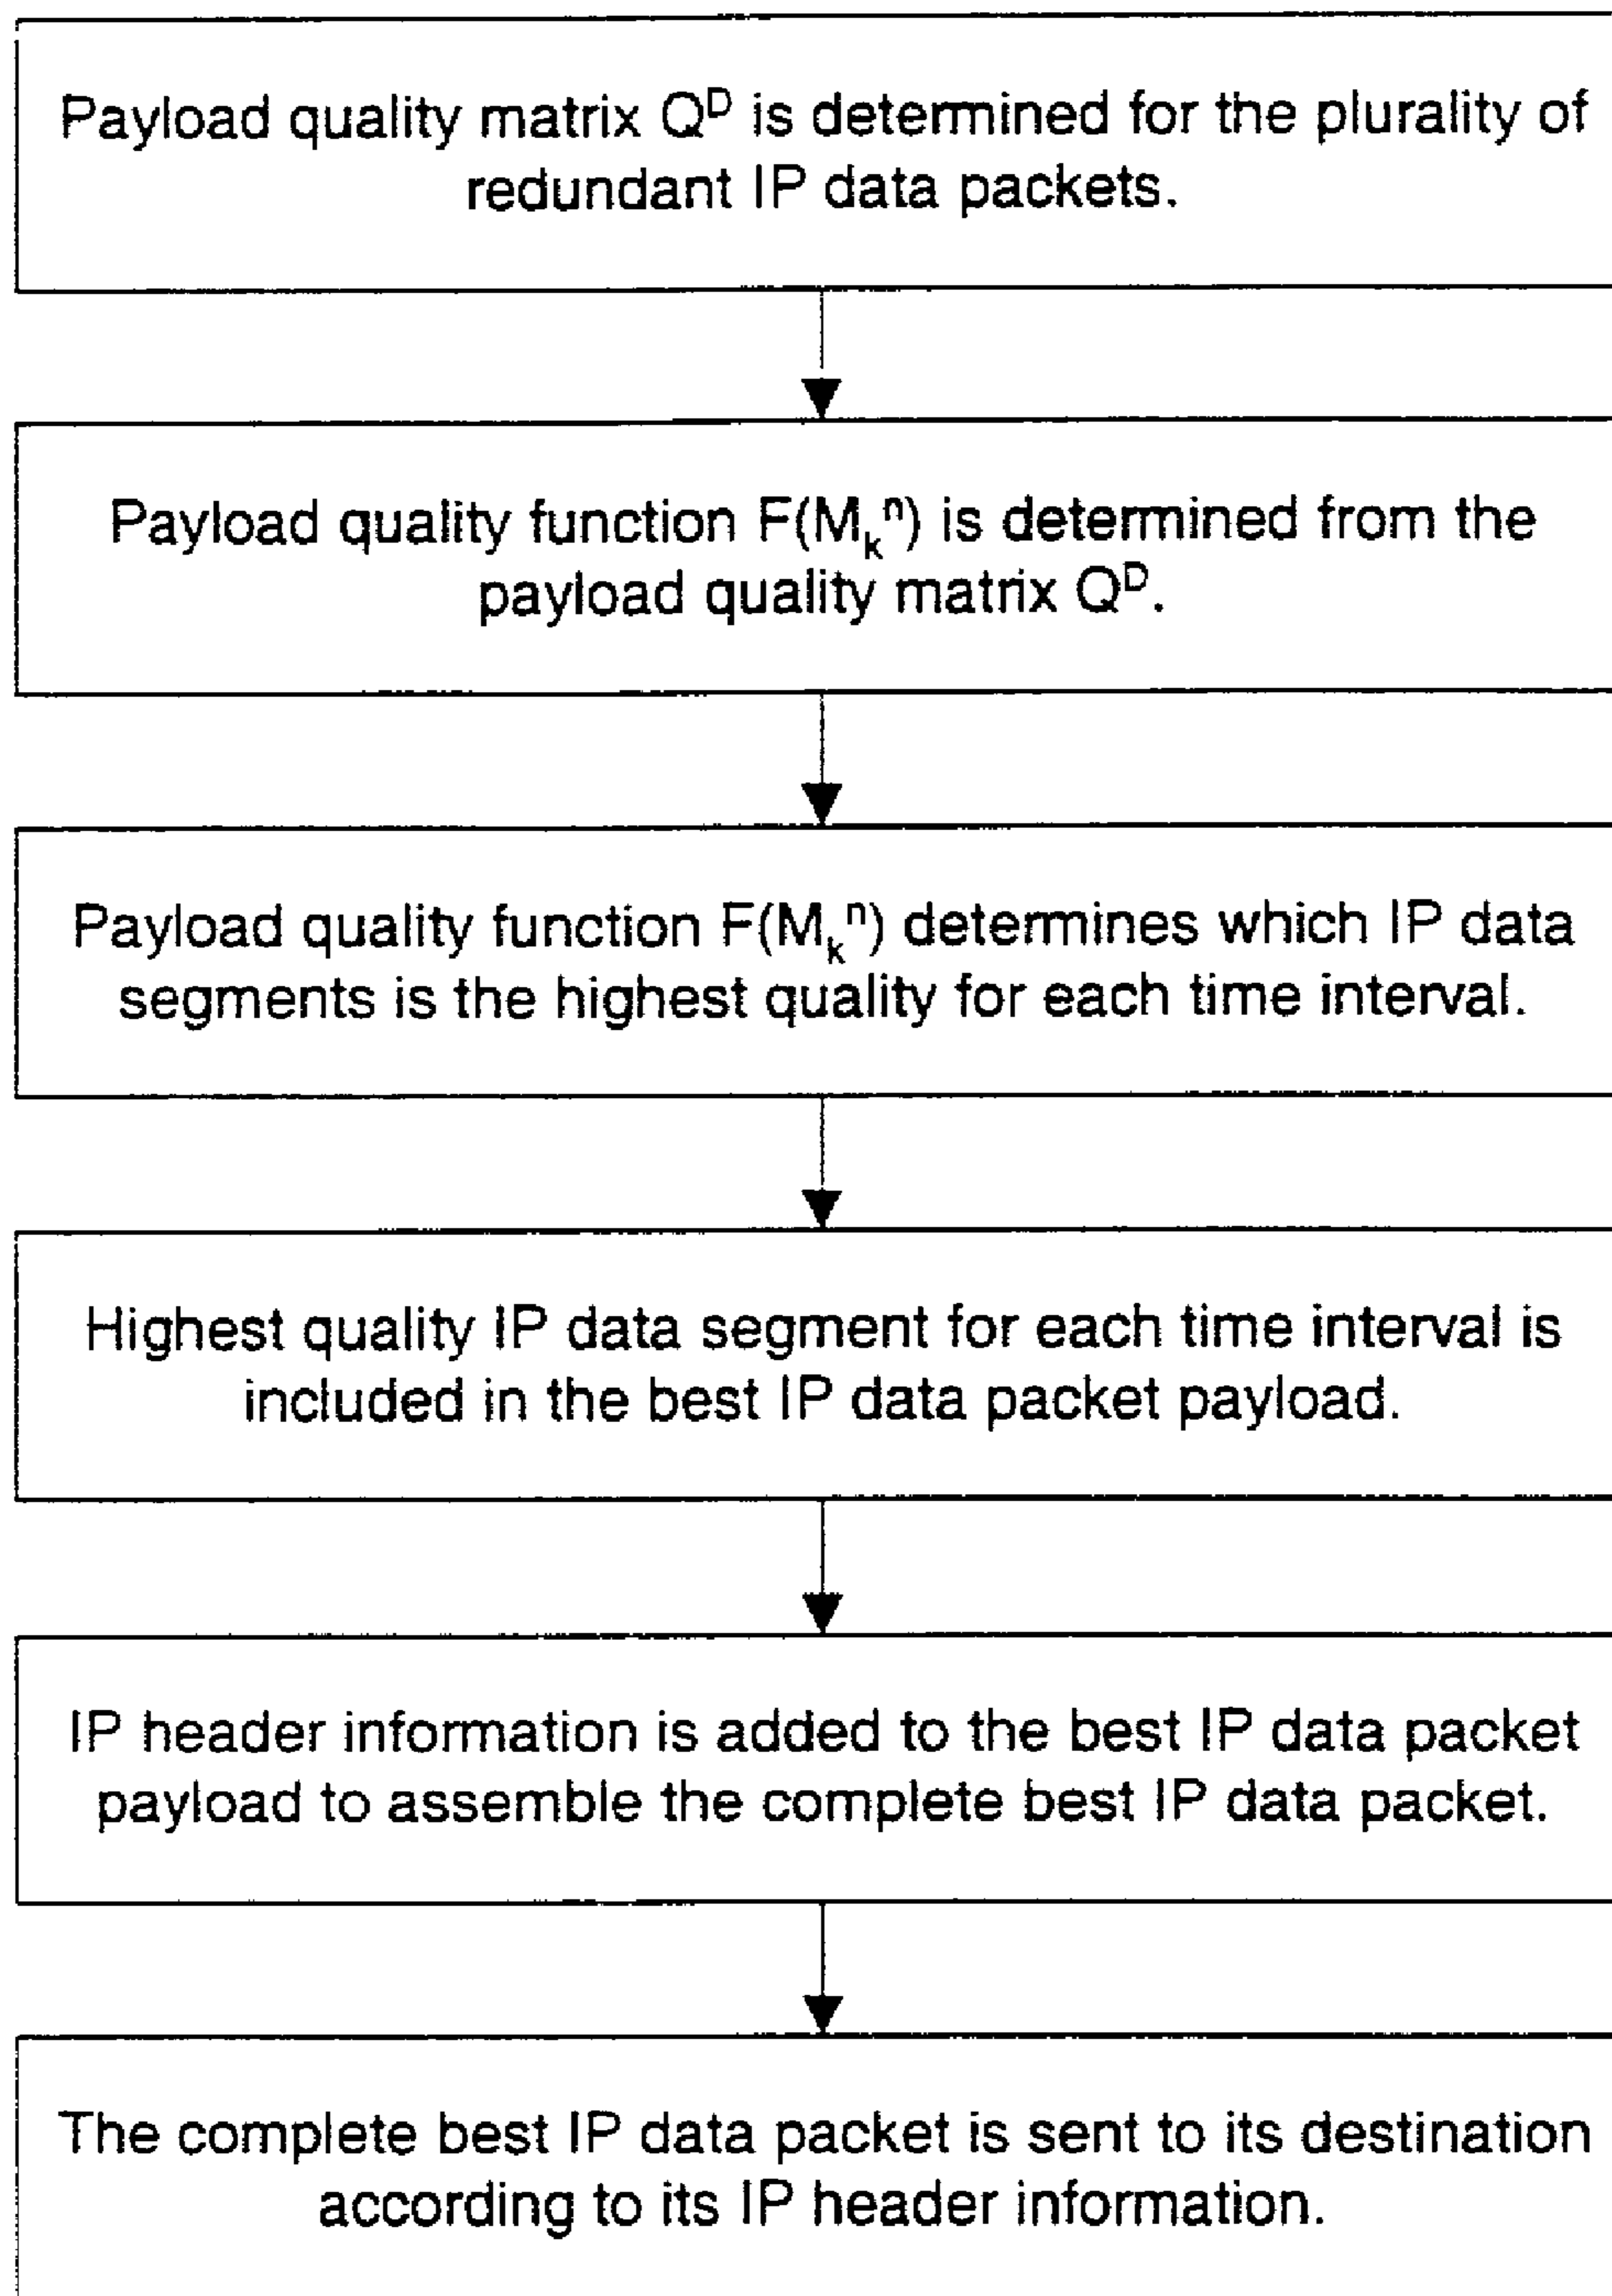 Payload quality matrix Qᴰ is determined for the plurality of
redundant IP data packets.
Payload quality function F(Mₖⁿ) is determined from the
payload quality matrix Qᴰ.
Payload quality function F(Mₖⁿ) determines which IP data
segments is the highest quality for each time interval.
Highest quality IP data segment for each time interval is
included in the best IP data packet payload.
IP header information is added to the best IP data packet
payload to assemble the complete best IP data packet.
The complete best IP data packet is sent to its destination
according to its IP header information.